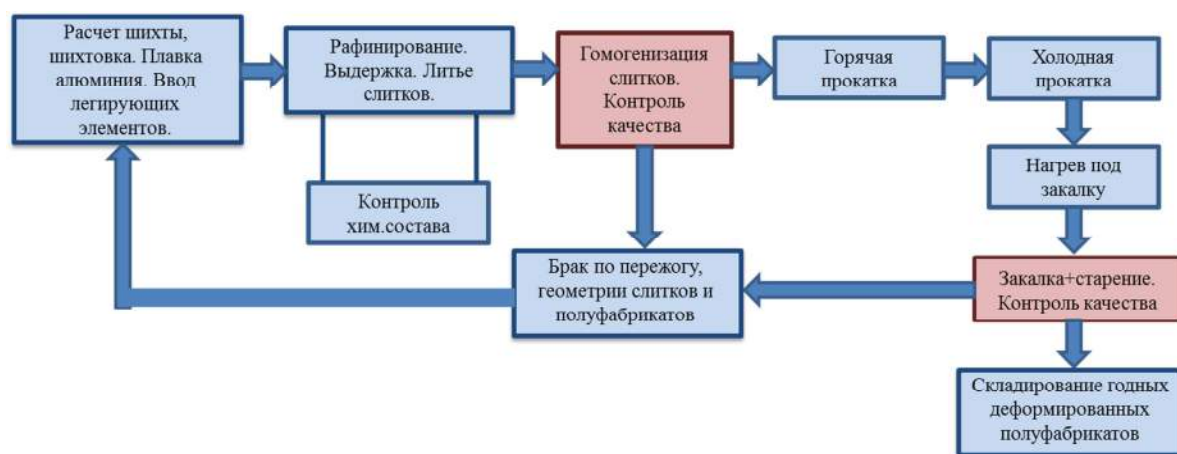 Расчет шихты,
шихтовка. Плавка
алюминия. Ввод
легирующих
элементов.
Рафинирование.
Выдержка. Литье
слитков.
Гомогенизация
слитков.
Контроль
качества
Горячая
прокатка
Холодная
прокатка
Контроль
хим.состава
Нагрев под
закалку
Брак по пережогу,
геометрии слитков и
полуфабрикатов
Закалка+старение.
Контроль качества
Складирование годных
деформированных
полуфабрикатов